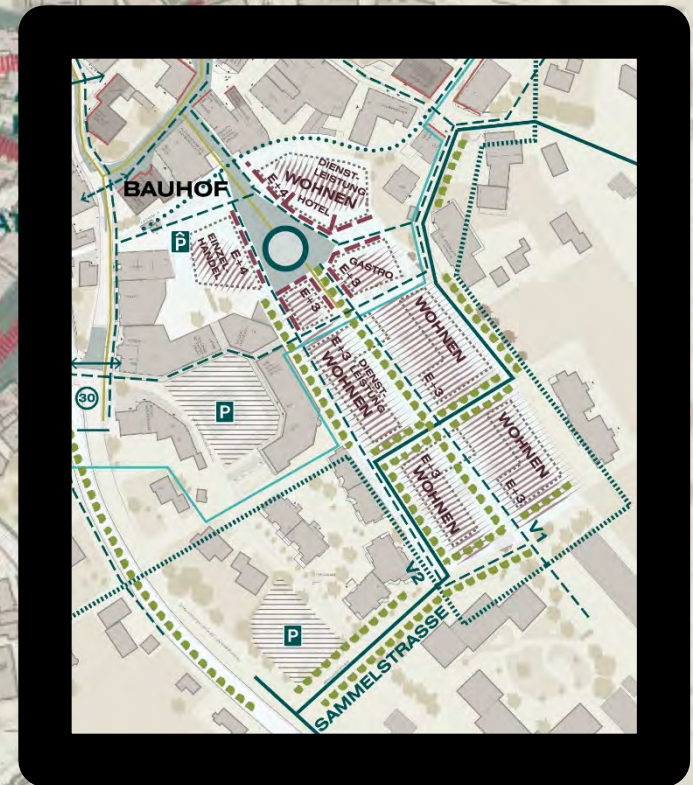 BAUHOF
DIENST-
LEISTUNG
WOHNEN
E+4
HOTEL
P
EINZEL
HANDEL
E+4
GASTRO
E+3
E+3
WOHNEN
E+3
E+3
DIENST-
LEISTUNG
WOHNEN
30
P
WOHNEN
E+3
E+3
WOHNEN
V1
V2
P
SAMMELSTRASSE